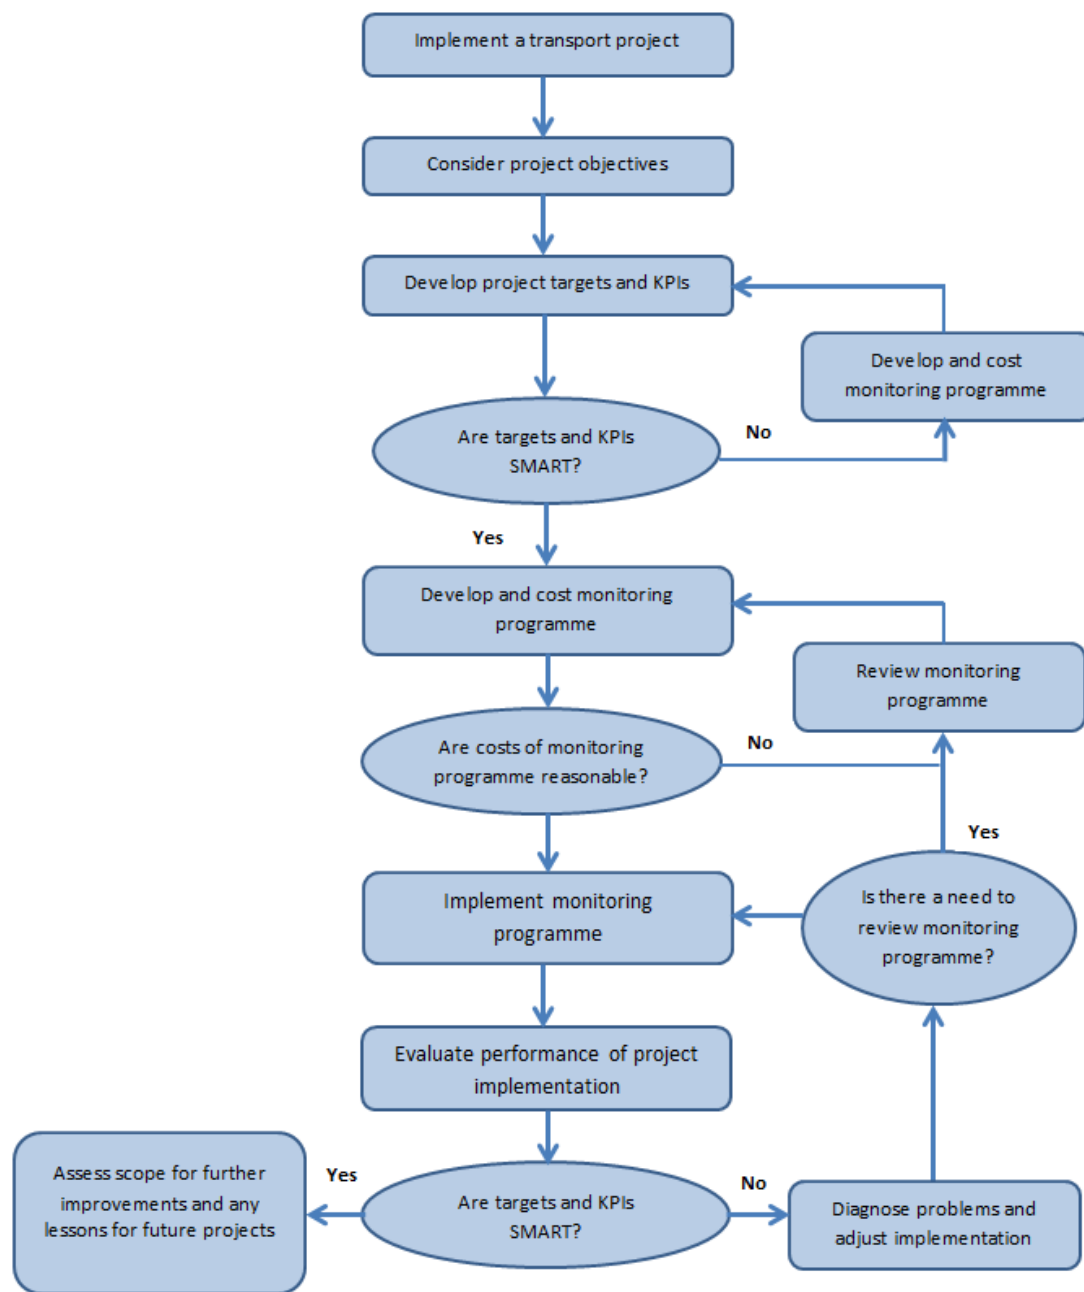 Implement a transport project
Consider project objectives
Develop project targets and KPIs
Develop and cost
monitoring programme
Are targets and KPIs
SMART?
No
Yes
Develop and cost monitoring
programme
Review monitoring
programme
Are costs of monitoring
programme reasonable?
No
Yes
Implement monitoring
programme
Is there a need to
review monitoring
programme?
Evaluate performance of project
implementation
Assess scope for further
improvements and any
lessons for future projects
Yes
Are targets and KPIs
SMART?
No
Diagnose problems and
adjust implementation